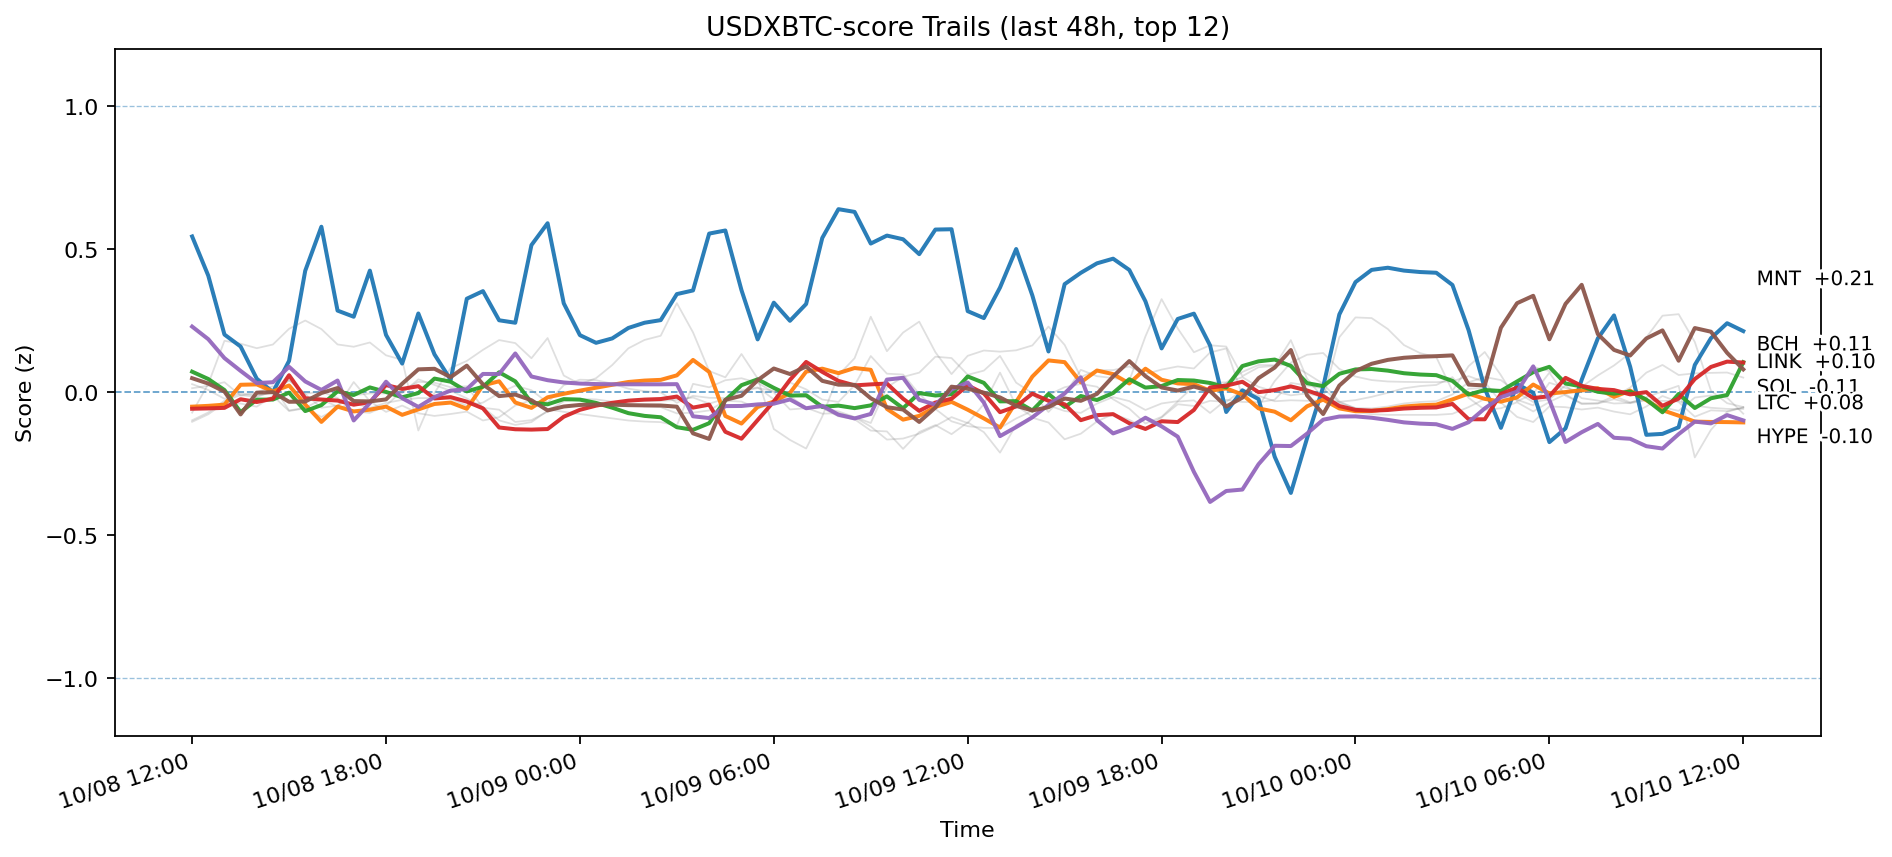 USDXBTC-score Trails (last 48h, top 12)
Score (z)
1.0
0.5
0.0
−0.5
−1.0
MNT +0.21
BCH +0.11
LINK +0.10
SOL -0.11
LTC +0.08
HYPE -0.10
10/08 12:00
10/08 18:00
10/09 00:00
10/09 06:00
10/09 12:00
10/09 18:00
10/10 00:00
10/10 06:00
10/10 12:00
Time